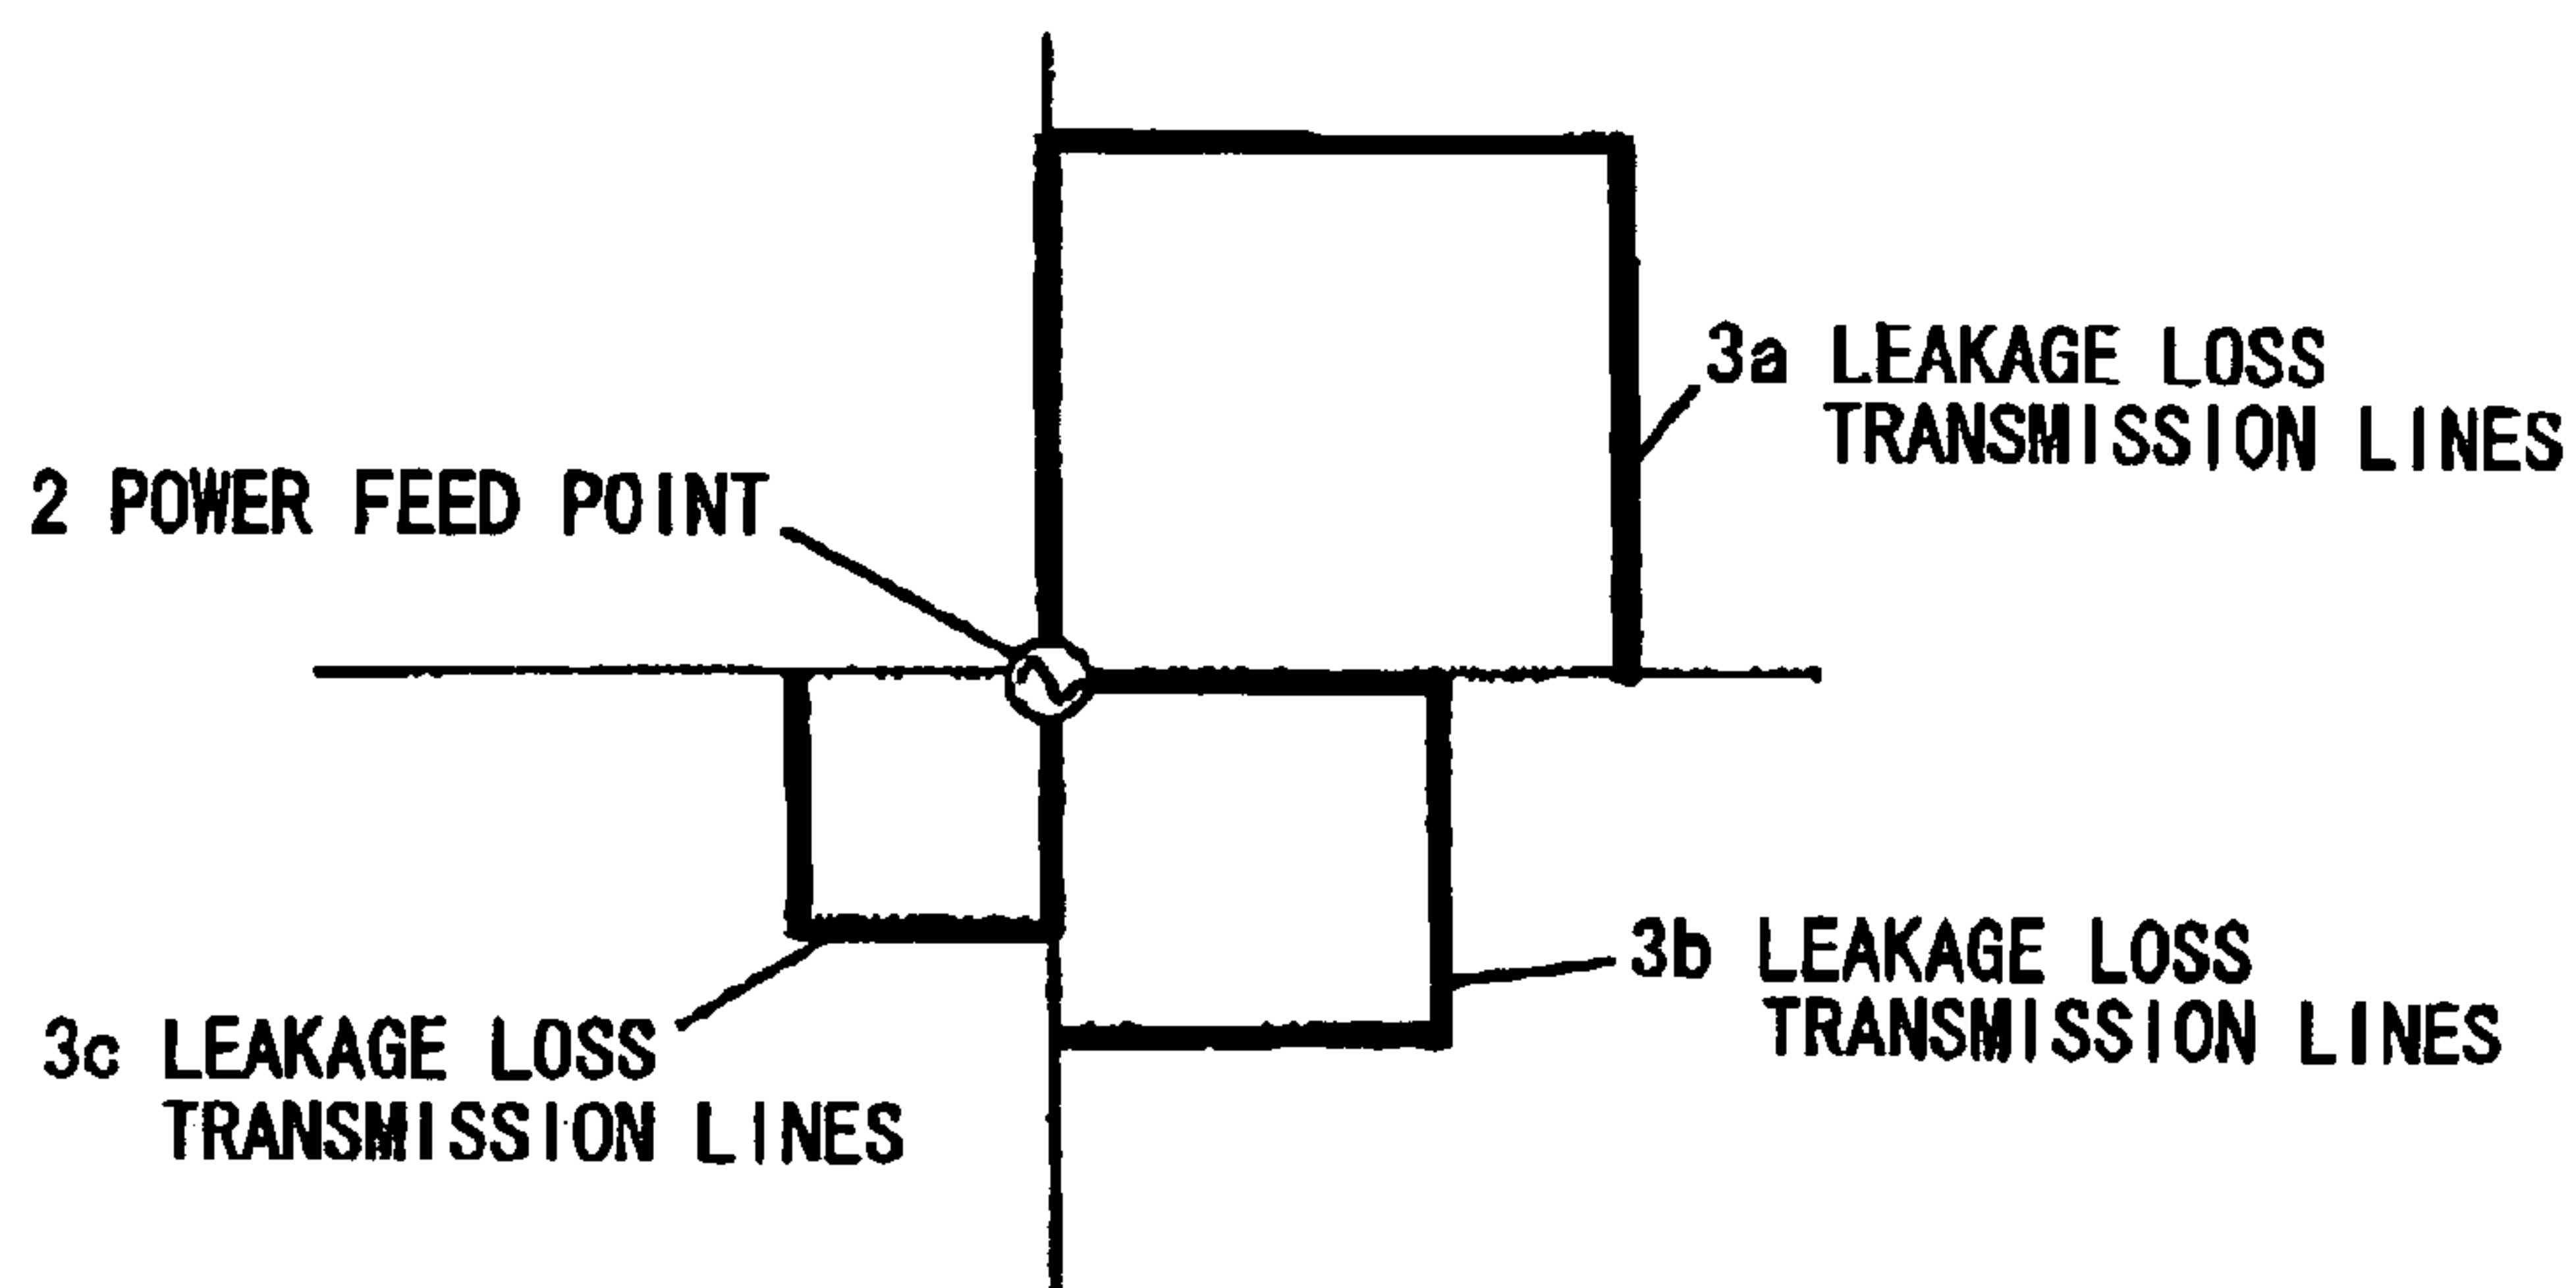 3a LEAKAGE LOSS
TRANSMISSION LINES
2 POWER FEED POINT
3b LEAKAGE LOSS
TRANSMISSION LINES
3c LEAKAGE LOSS
TRANSMISSION LINES